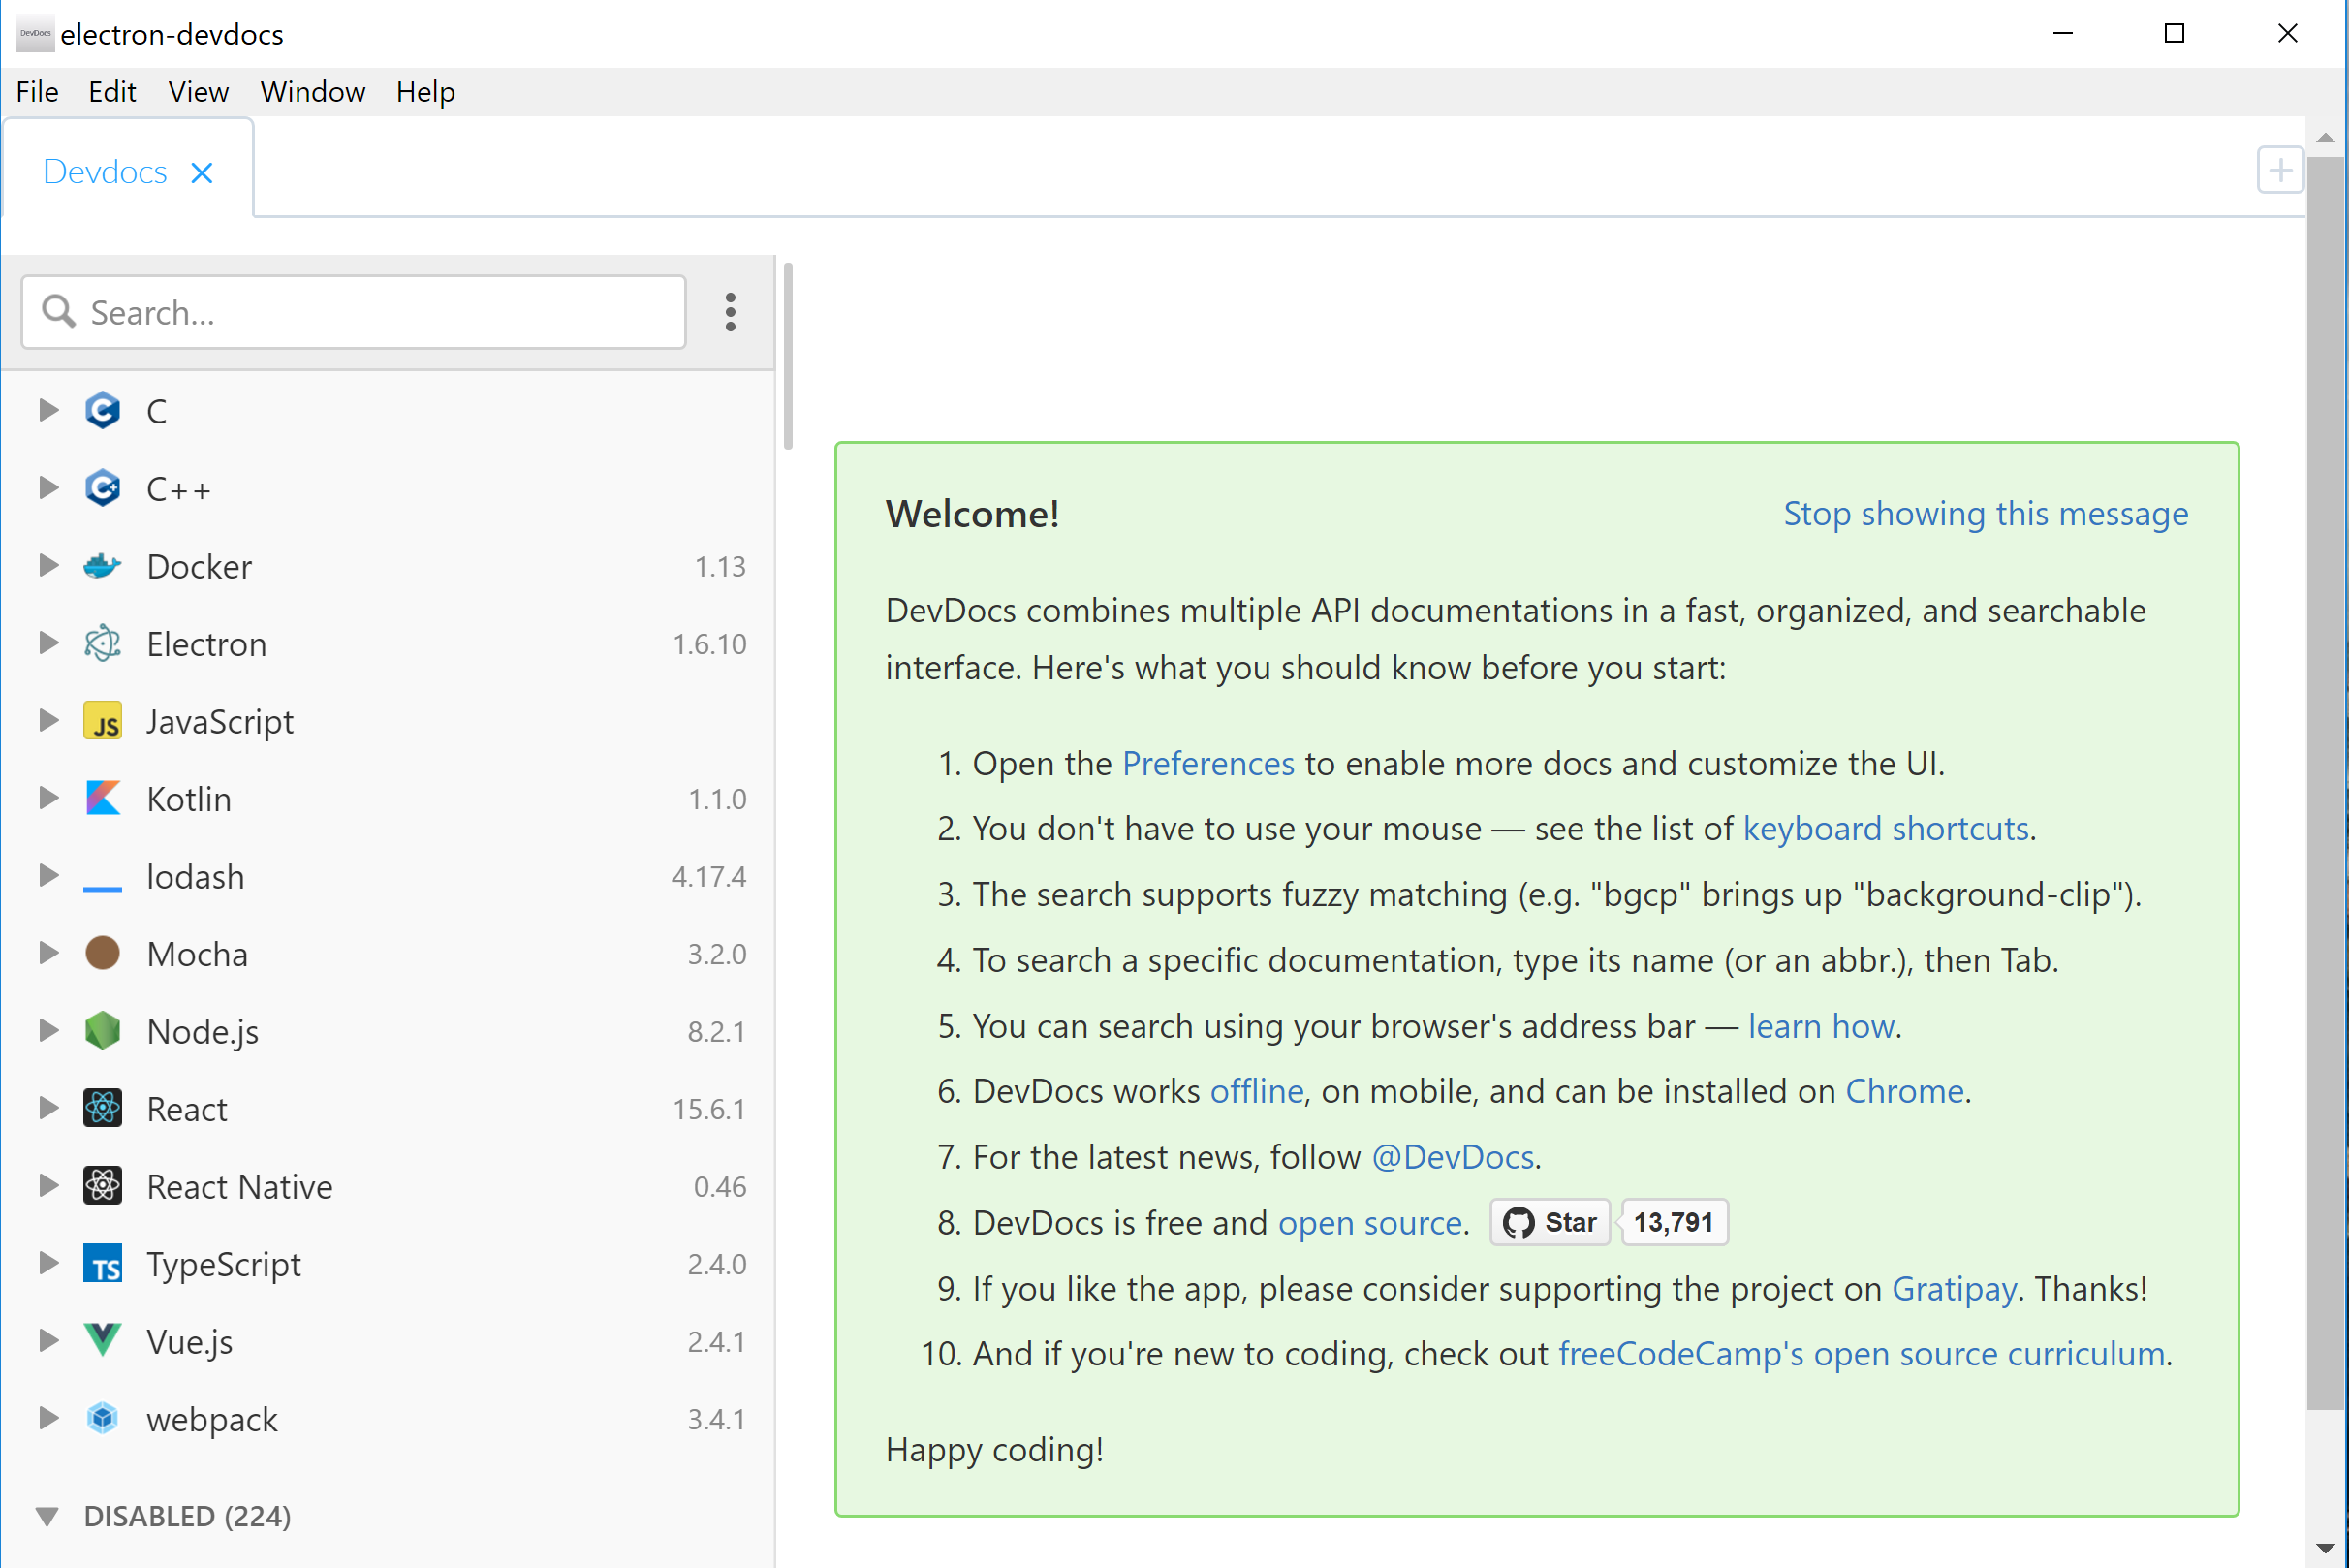 DevDocs
electron-devdocs
File Edit View Window Help
Devdocs
Search...
C
C++
Docker 1.13
Electron 1.6.10
JS JavaScript
Kotlin 1.1.0
lodash 4.17.4
Mocha 3.2.0
Node.js 8.2.1
React 15.6.1
React Native 0.46
TS TypeScript 2.4.0
Vue.js 2.4.1
webpack 3.4.1
DISABLED (224)
Welcome! Stop showing this message
DevDocs combines multiple API documentations in a fast, organized, and searchable
interface. Here's what you should know before you start:
1. Open the Preferences to enable more docs and customize the UI.
2. You don't have to use your mouse — see the list of keyboard shortcuts.
3. The search supports fuzzy matching (e.g. "bgcp" brings up "background-clip").
4. To search a specific documentation, type its name (or an abbr.), then Tab.
5. You can search using your browser's address bar — learn how.
6. DevDocs works offline, on mobile, and can be installed on Chrome.
7. For the latest news, follow @DevDocs.
8. DevDocs is free and open source. Star 13,791
9. If you like the app, please consider supporting the project on Gratipay. Thanks!
10. And if you're new to coding, check out freeCodeCamp's open source curriculum.
Happy coding!